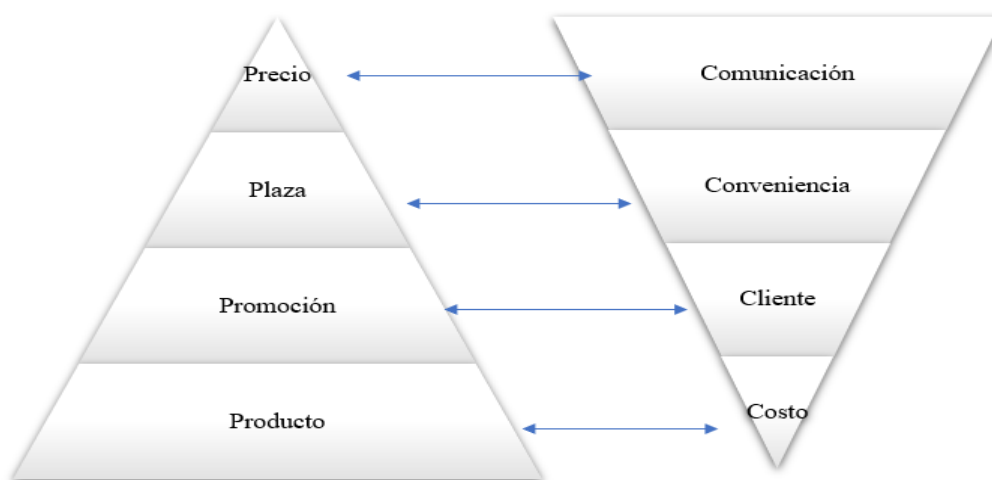 Precio
Comunicación
Plaza
Conveniencia
Promoción
Cliente
Producto
Costo